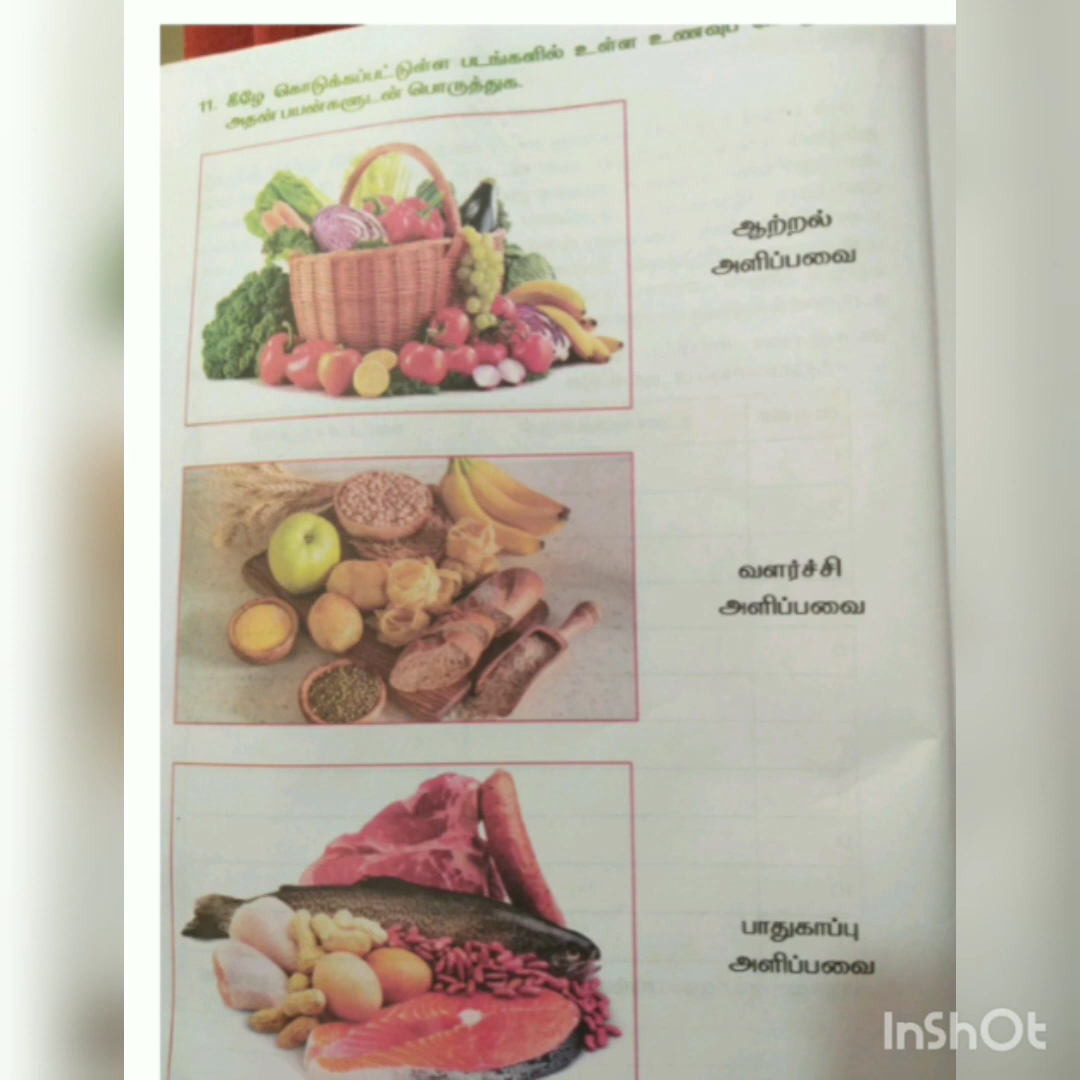 11. கீழே கொடுக்கப்பட்டுள்ள படங்களில் உள்ள உணவுப்
அதன் பயன்களுடன் பொருத்துக.
ஆற்றல்
அளிப்பவை
வளர்ச்சி
அளிப்பவை
பாதுகாப்பு
அளிப்பவை
InShOt